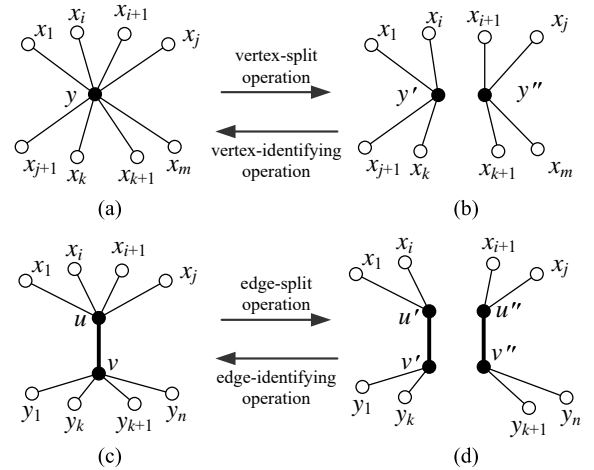 x₁ xᵢ xᵢ₊₁ xⱼ
y
xⱼ₊₁ xₖ xₖ₊₁ xₘ
(a)
vertex-split
operation
vertex-identifying
operation
x₁ xᵢ xᵢ₊₁ xⱼ
y′ y″
xⱼ₊₁ xₖ xₖ₊₁ xₘ
(b)
x₁ xᵢ xᵢ₊₁ xⱼ
u
v
y₁ yₖ yₖ₊₁ yₙ
(c)
edge-split
operation
edge-identifying
operation
x₁ xᵢ xᵢ₊₁ xⱼ
u′ u″
v′ v″
y₁ yₖ yₖ₊₁ yₙ
(d)